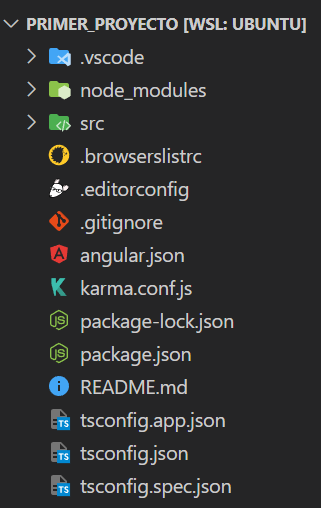 PRIMER_PROYECTO [WSL: UBUNTU]
.vscode
node_modules
src
.browserslistrc
.editorconfig
.gitignore
angular.json
karma.conf.js
package-lock.json
package.json
README.md
tsconfig.app.json
tsconfig.json
tsconfig.spec.json